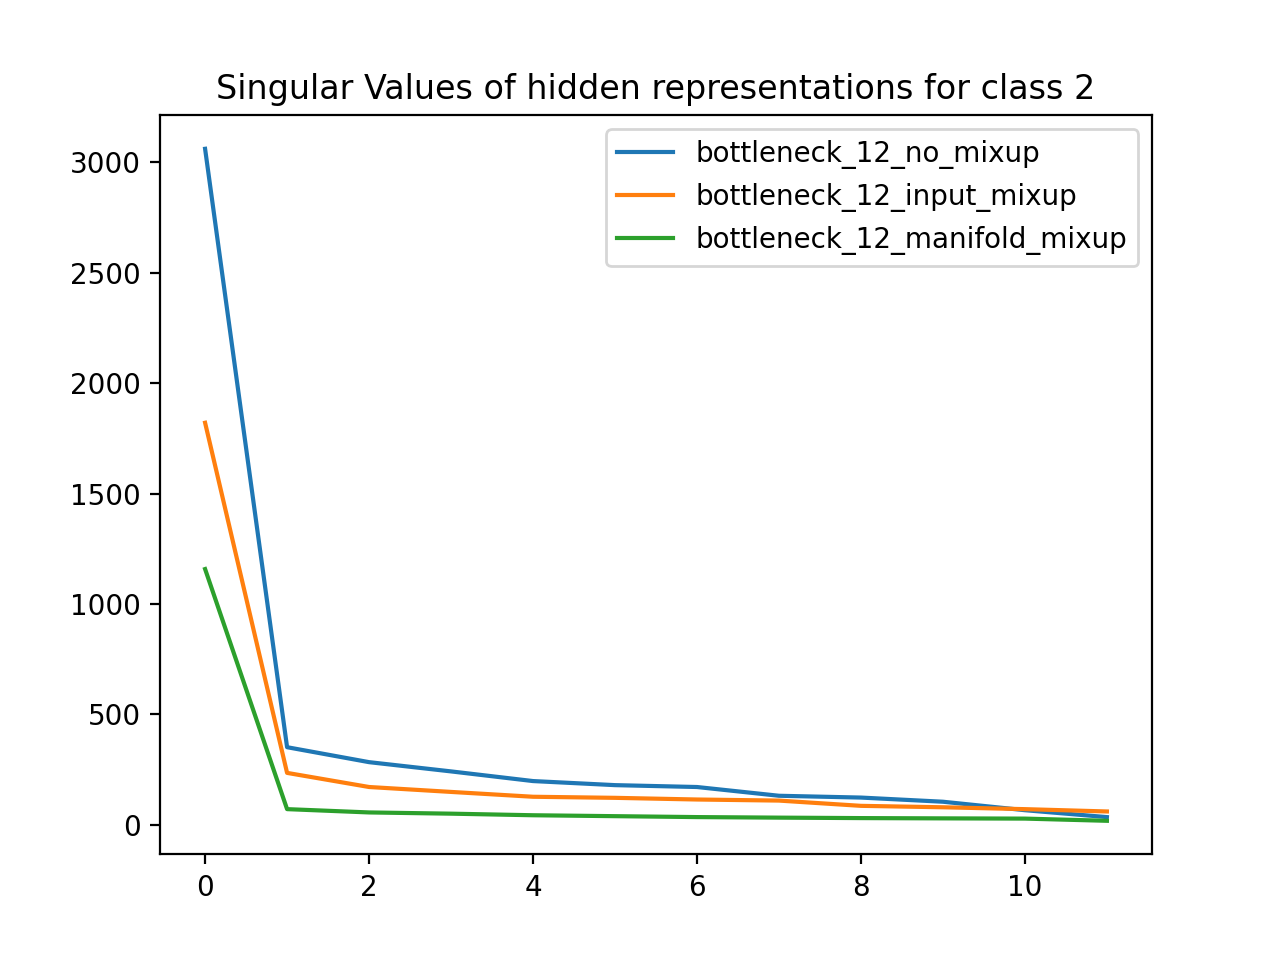 Singular Values of hidden representations for class 2
bottleneck_12_no_mixup
bottleneck_12_input_mixup
bottleneck_12_manifold_mixup
3000
2500
2000
1500
1000
500
0
0 2 4 6 8 10